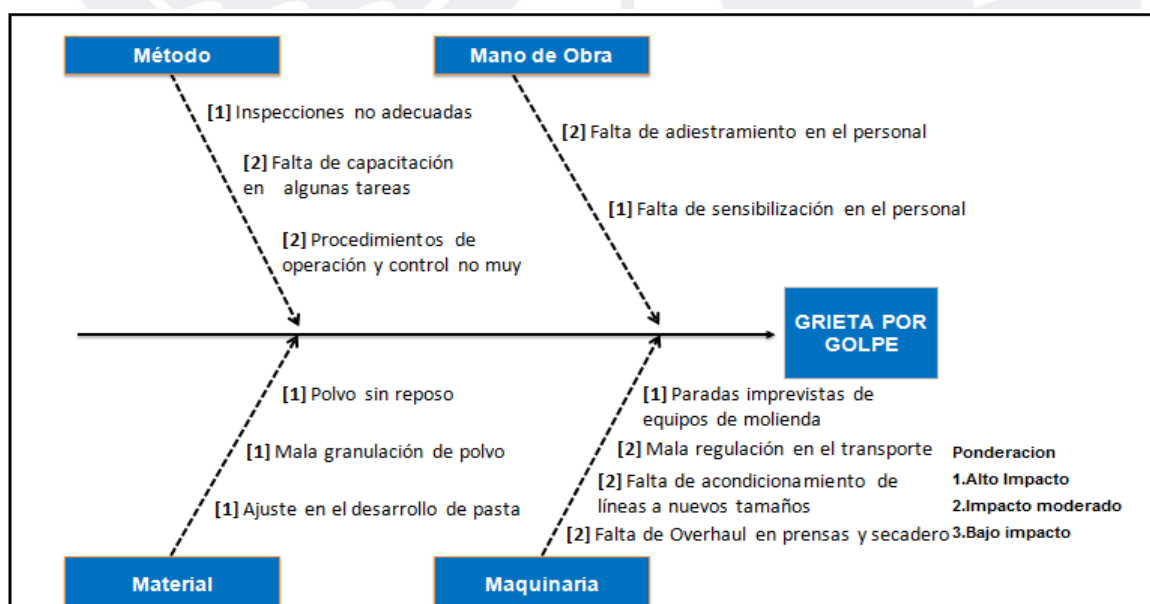 Método
Mano de Obra
[1] Inspecciones no adecuadas
[2] Falta de capacitación
en algunas tareas
[2] Procedimientos de
operación y control no muy
[2] Falta de adiestramiento en el personal
[1] Falta de sensibilización en el personal
GRIETA POR
GOLPE
[1] Polvo sin reposo
[1] Mala granulación de polvo
[1] Ajuste en el desarrollo de pasta
[1] Paradas imprevistas de
equipos de molienda
[2] Mala regulación en el transporte
[2] Falta de acondicionamiento de
líneas a nuevos tamaños
[2] Falta de Overhaul en prensas y secadero
Ponderacion
1.Alto Impacto
2.Impacto moderado
3.Bajo impacto
Material
Maquinaria